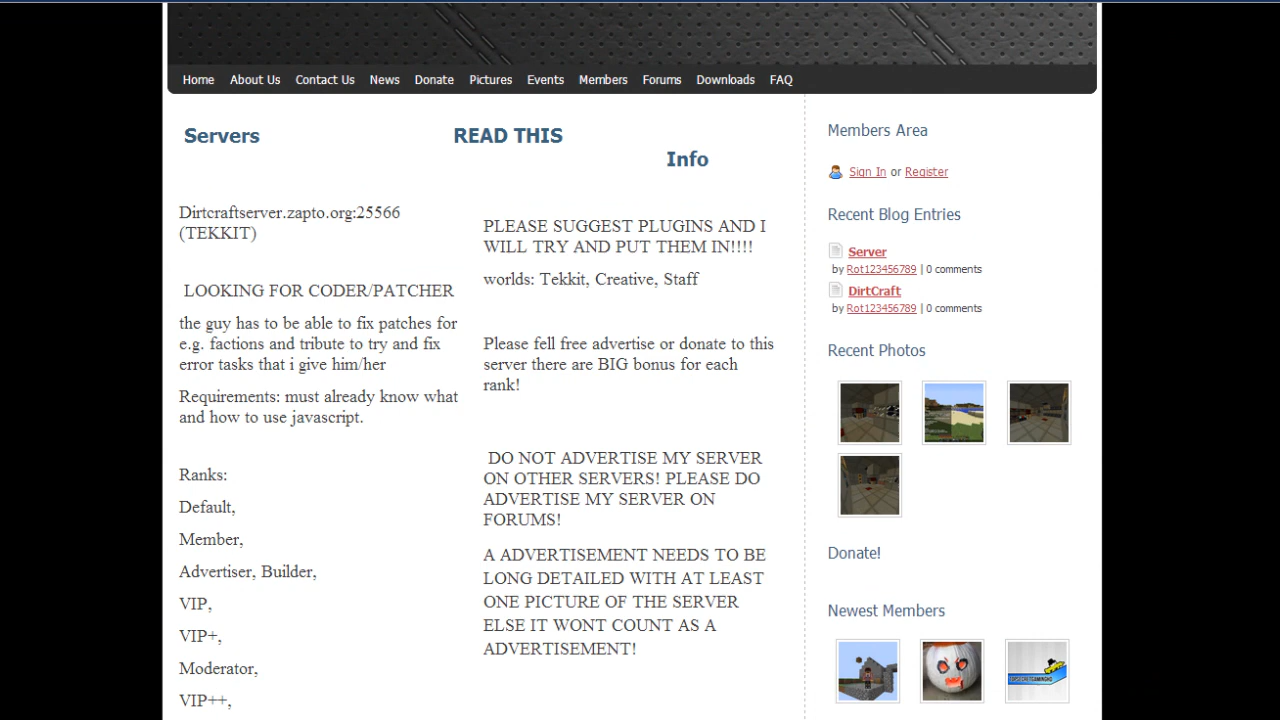 Home About Us Contact Us News Donate Pictures Events Members Forums Downloads FAQ
Servers
READ THIS
Info
Dirtcraftserver.zapto.org:25566
(TEKKIT)
LOOKING FOR CODER/PATCHER
the guy has to be able to fix patches for
e.g. factions and tribute to try and fix
error tasks that i give him/her
Requirements: must already know what
and how to use javascript.
Ranks:
Default,
Member,
Advertiser, Builder,
VIP,
VIP+,
Moderator,
VIP++,
PLEASE SUGGEST PLUGINS AND I
WILL TRY AND PUT THEM IN!!!!
worlds: Tekkit, Creative, Staff
Please fell free advertise or donate to this
server there are BIG bonus for each
rank!
DO NOT ADVERTISE MY SERVER
ON OTHER SERVERS! PLEASE DO
ADVERTISE MY SERVER ON
FORUMS!
A ADVERTISEMENT NEEDS TO BE
LONG DETAILED WITH AT LEAST
ONE PICTURE OF THE SERVER
ELSE IT WONT COUNT AS A
ADVERTISEMENT!
Members Area
Sign In or Register
Recent Blog Entries
Server
by Rot123456789 | 0 comments
DirtCraft
by Rot123456789 | 0 comments
Recent Photos
Donate!
Newest Members